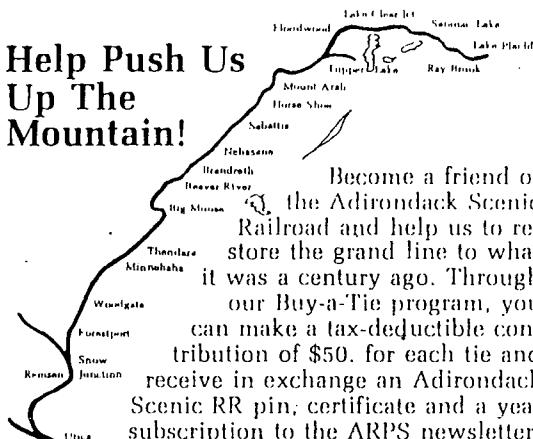 Help Push Us
Up The
Mountain!
Lake Clear Jct
Floodwood
Saranac Lake
Lake Placid
Tupper Lake
Ray Brook
Mount Arab
Horse Shoe
Sabattis
Nehasane
Brandreth
Beaver River
Big Moose
Thendara
Minnehaha
Woodgate
Forestport
Snow
Junction
Remsen
Utica
Become a friend o
the Adirondack Scenic
Railroad and help us to re
store the grand line to wha
it was a century ago. Through
our Buy-a-Tie program, you
can make a tax-deductible con
tribution of $50. for each tie and
receive in exchange an Adirondack
Scenic RR pin, certificate and a yea
subscription to the ARPS newsletter